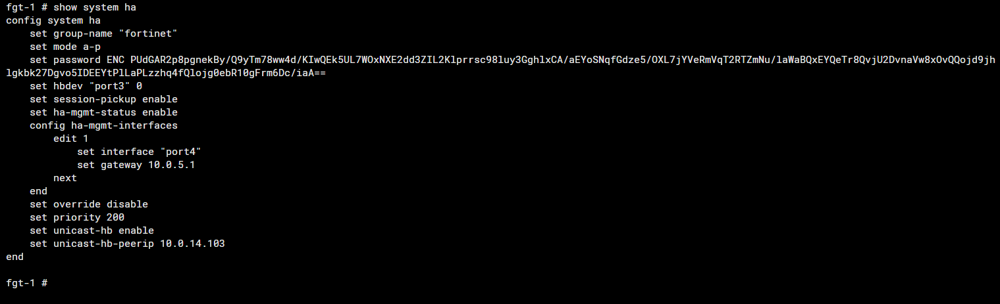 fgt-1 # show system ha
config system ha
    set group-name "fortinet"
    set mode a-p
    set password ENC PUdGAR2p8pgnekBy/Q9yTm78ww4d/KIwQEk5UL7WOxNXE2dd3ZIL2Klprrsc98luy3GghlxCA/aEYoSNqfGdze5/OXL7jYVeRmVqT2RTZmNu/laWaBQxEYQeTr8QvjU2DvnaVw8xOvQQojd9jh
lgkbk27Dgvo5IDEEYtPlLaPLzzhq4fQlojg0ebR10gFrm6Dc/iaA==
    set hbdev "port3" 0
    set session-pickup enable
    set ha-mgmt-status enable
    config ha-mgmt-interfaces
        edit 1
            set interface "port4"
            set gateway 10.0.5.1
        next
    end
    set override disable
    set priority 200
    set unicast-hb enable
    set unicast-hb-peerip 10.0.14.103
end
fgt-1 #